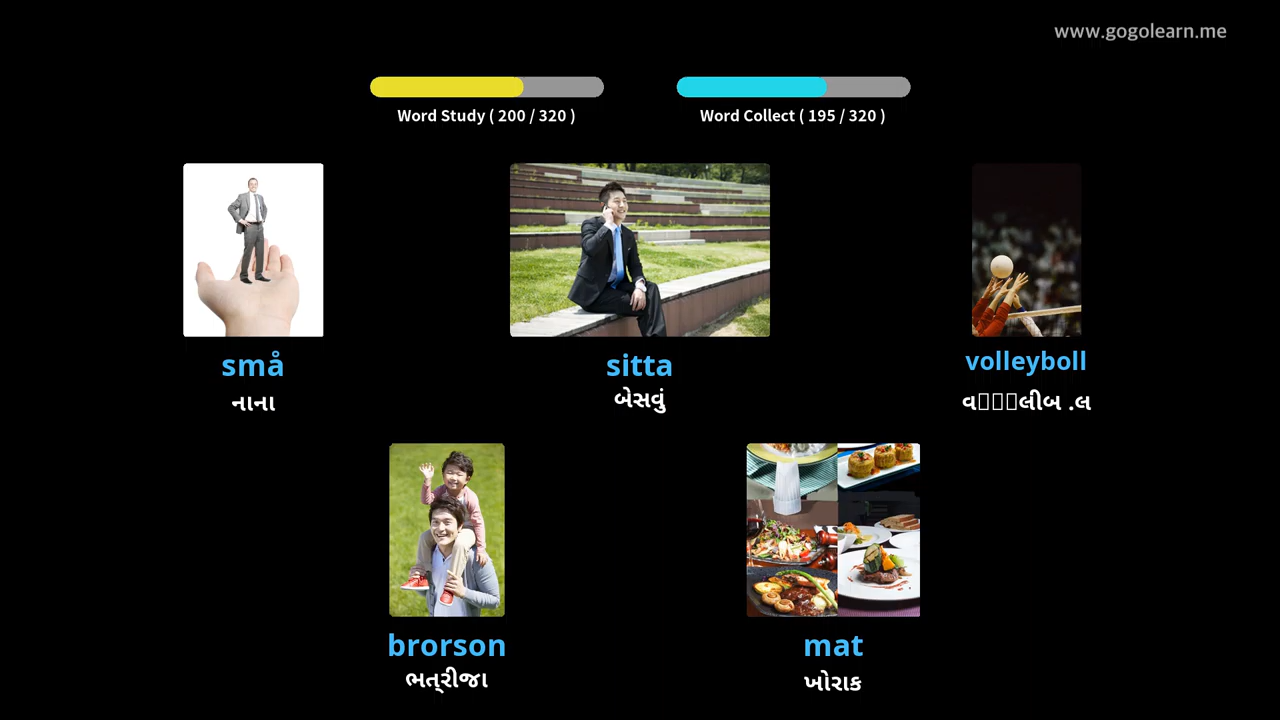 www.gogolearn.me
Word Study ( 200 / 320 )
Word Collect ( 195 / 320 )
små
sitta
volleyboll
નાના
બેસવું
વ▯▯▯લીબ .લ
brorson
mat
ભત્રીજા
ખોરાક